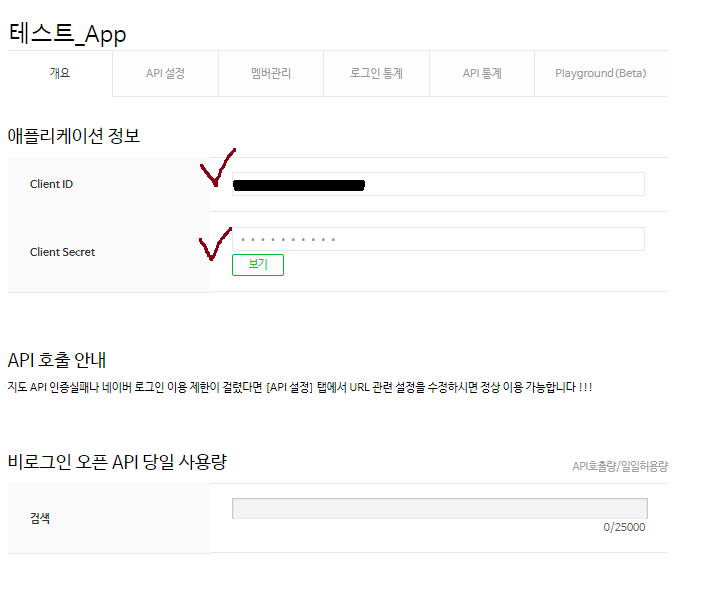 테스트_App
개요 API 설정 멤버관리 로그인 통계 API 통계 Playground (Beta)
애플리케이션 정보
Client ID
Client Secret
보기
API 호출 안내
지도 API 인증실패나 네이버 로그인 이용 제한이 걸렸다면 [API 설정] 탭에서 URL 관련 설정을 수정하시면 정상 이용 가능합니다 !!!
비로그인 오픈 API 당일 사용량
API호출량/일일허용량
검색
0/25000